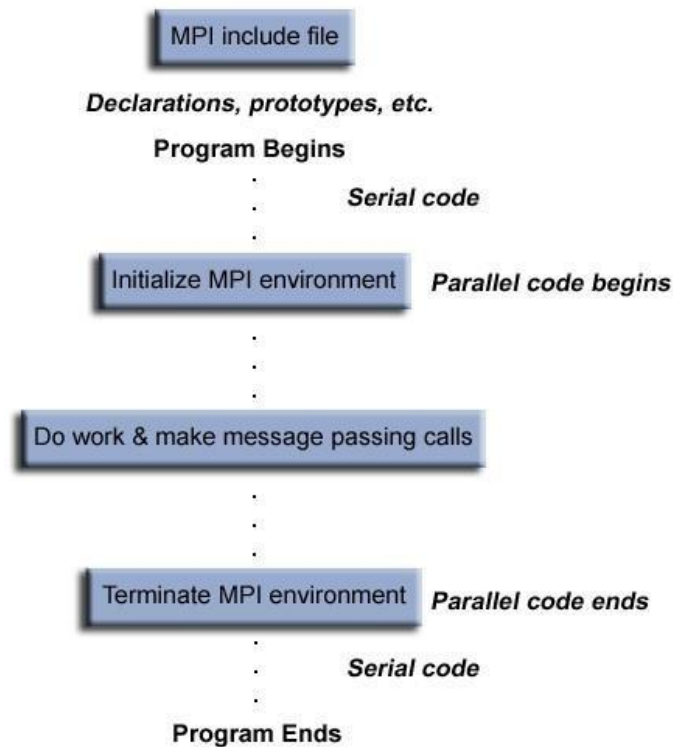 MPI include file
Declarations, prototypes, etc.
Program Begins
Serial code
Initialize MPI environment
Parallel code begins
Do work & make message passing calls
Terminate MPI environment
Parallel code ends
Serial code
Program Ends